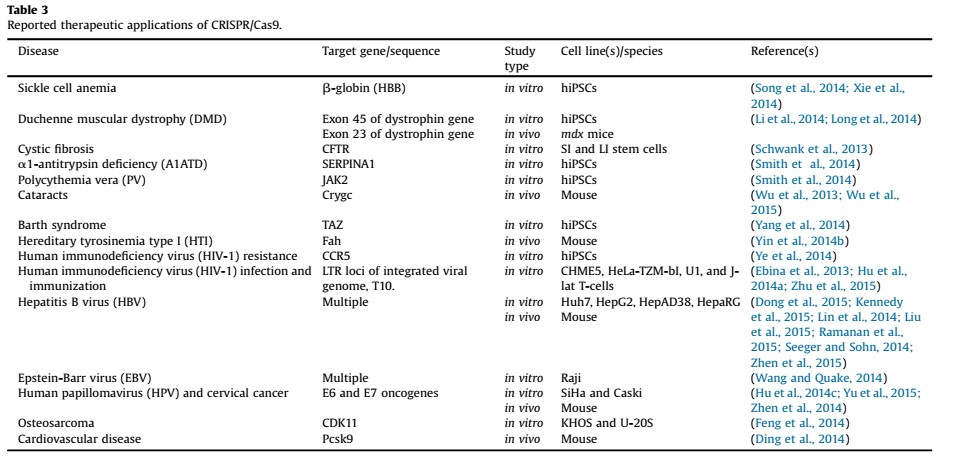 Table 3
Reported therapeutic applications of CRISPR/Cas9.
Disease Target gene/sequence Study type Cell line(s)/species Reference(s)
Sickle cell anemia β-globin (HBB) in vitro hiPSCs (Song et al., 2014; Xie et al.,
2014)
Duchenne muscular dystrophy (DMD) Exon 45 of dystrophin gene in vitro hiPSCs (Li et al., 2014; Long et al., 2014)
Exon 23 of dystrophin gene in vivo mdx mice
Cystic fibrosis CFTR in vitro SI and LI stem cells (Schwank et al., 2013)
α1-antitrypsin deficiency (A1ATD) SERPINA1 in vitro hiPSCs (Smith et al., 2014)
Polycythemia vera (PV) JAK2 in vitro hiPSCs (Smith et al., 2014)
Cataracts Crygc in vivo Mouse (Wu et al., 2013; Wu et al.,
2015)
Barth syndrome TAZ in vitro hiPSCs (Yang et al., 2014)
Hereditary tyrosinemia type I (HTI) Fah in vivo Mouse (Yin et al., 2014b)
Human immunodeficiency virus (HIV-1) resistance CCR5 in vitro hiPSCs (Ye et al., 2014)
Human immunodeficiency virus (HIV-1) infection and LTR loci of integrated viral in vitro CHME5, HeLa-TZM-bI, U1, and J- (Ebina et al., 2013; Hu et al.,
immunization genome, T10. lat T-cells 2014a; Zhu et al., 2015)
Hepatitis B virus (HBV) Multiple in vitro Huh7, HepG2, HepAD38, HepaRG (Dong et al., 2015; Kennedy
in vivo Mouse et al., 2015; Lin et al., 2014; Liu
et al., 2015; Ramanan et al.,
2015; Seeger and Sohn, 2014;
Zhen et al., 2015)
Epstein-Barr virus (EBV) Multiple in vitro Raji (Wang and Quake, 2014)
Human papillomavirus (HPV) and cervical cancer E6 and E7 oncogenes in vitro SiHa and Caski (Hu et al., 2014c; Yu et al., 2015;
in vivo Mouse Zhen et al., 2014)
Osteosarcoma CDK11 in vitro KHOS and U-20S (Feng et al., 2014)
Cardiovascular disease Pcsk9 in vivo Mouse (Ding et al., 2014)